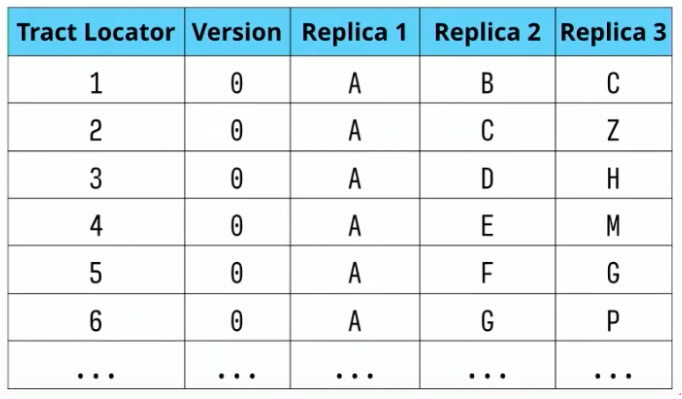 Tract Locator Version Replica 1 Replica 2 Replica 3
1 0 A B C
2 0 A C Z
3 0 A D H
4 0 A E M
5 0 A F G
6 0 A G P
... ... ... ... ...